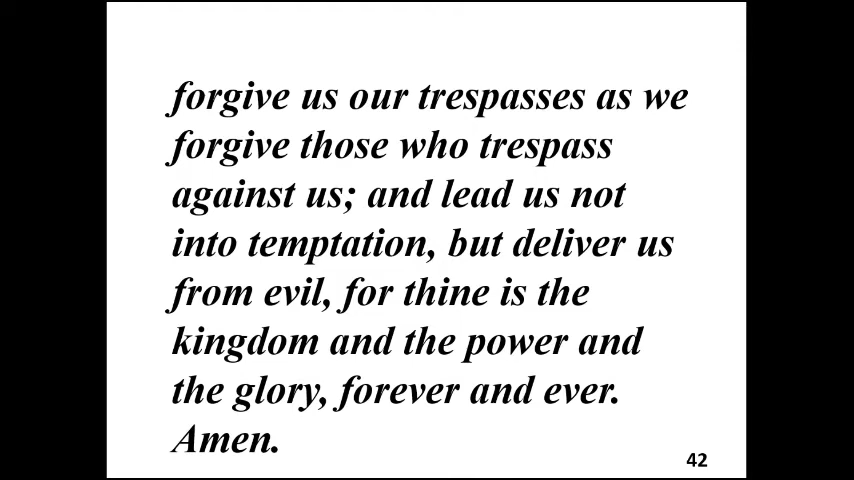 forgive us our trespasses as we
forgive those who trespass
against us; and lead us not
into temptation, but deliver us
from evil, for thine is the
kingdom and the power and
the glory, forever and ever.
Amen.
42